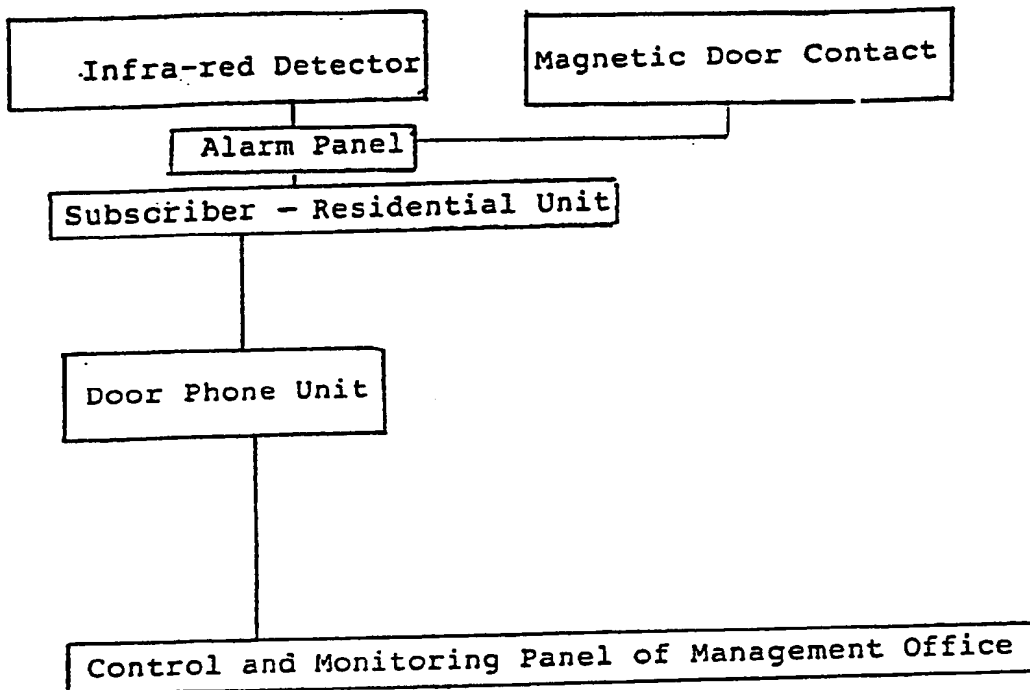 Infra-red Detector
Magnetic Door Contact
Alarm Panel
Subscriber - Residential Unit
Door Phone Unit
Control and Monitoring Panel of Management Office